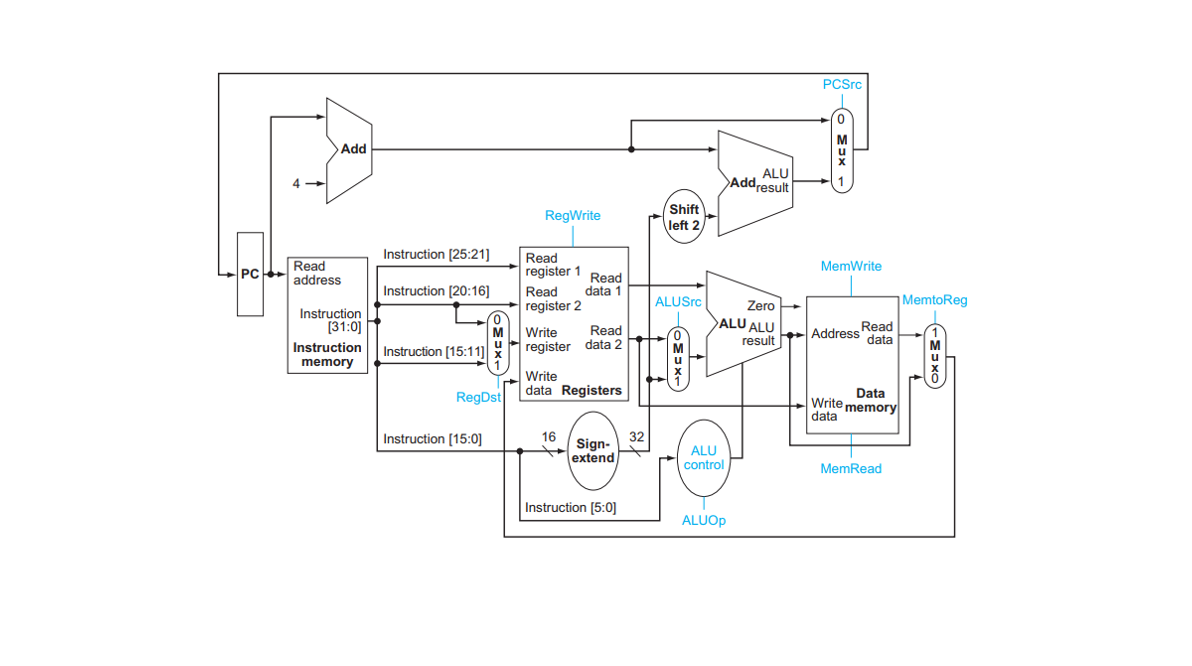 PCSrc
0
M
u
x
1
Add
4
Add ALU
result
Shift
left 2
RegWrite
PC
Read
address
Instruction
[31:0]
Instruction
memory
Instruction [25:21]
Instruction [20:16]
Instruction [15:11]
Instruction [15:0]
Instruction [5:0]
0
M
u
x
1
RegDst
Read
register 1
Read
register 2
Write
register
Write
data
Read
data 1
Read
data 2
Registers
16
Sign-
extend
32
ALUSrc
0
M
u
x
1
Zero
ALU ALU
result
ALU
control
ALUOp
MemWrite
Address
Read
data
Write
data
Data
memory
MemRead
MemtoReg
1
M
u
x
0